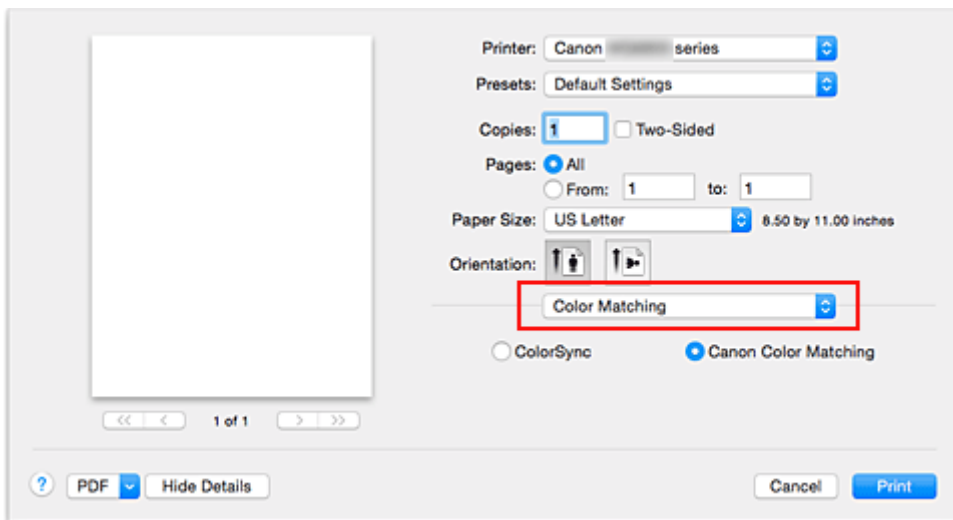 Printer: Canon series
Presets: Default Settings
Copies: 1 Two-Sided
Pages: All
From: 1 to: 1
Paper Size: US Letter 8.50 by 11.00 inches
Orientation:
Color Matching
ColorSync Canon Color Matching
<< < 1 of 1 > >>
? PDF Hide Details Cancel Print